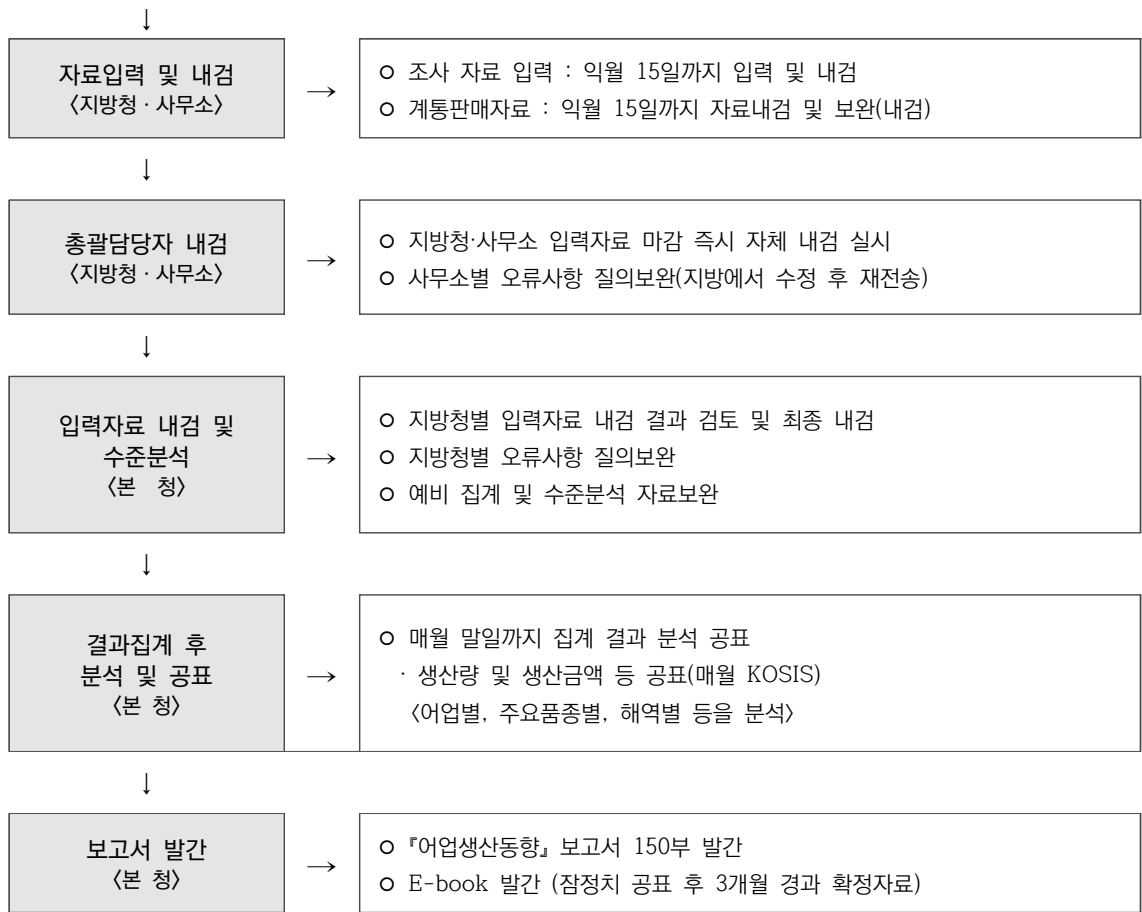 ↓
자료입력 및 내검
〈지방청 · 사무소〉
→
ㅇ 조사 자료 입력 : 익월 15일까지 입력 및 내검
ㅇ 계통판매자료 : 익월 15일까지 자료내검 및 보완(내검)
↓
총괄담당자 내검
〈지방청 · 사무소〉
→
ㅇ 지방청·사무소 입력자료 마감 즉시 자체 내검 실시
ㅇ 사무소별 오류사항 질의보완(지방에서 수정 후 재전송)
↓
입력자료 내검 및
수준분석
〈본 청〉
→
ㅇ 지방청별 입력자료 내검 결과 검토 및 최종 내검
ㅇ 지방청별 오류사항 질의보완
ㅇ 예비 집계 및 수준분석 자료보완
↓
결과집계 후
분석 및 공표
〈본 청〉
→
ㅇ 매월 말일까지 집계 결과 분석 공표
· 생산량 및 생산금액 등 공표(매월 KOSIS)
〈어업별, 주요품종별, 해역별 등을 분석〉
↓
보고서 발간
〈본 청〉
→
ㅇ 『어업생산동향』 보고서 150부 발간
ㅇ E-book 발간 (잠정치 공표 후 3개월 경과 확정자료)